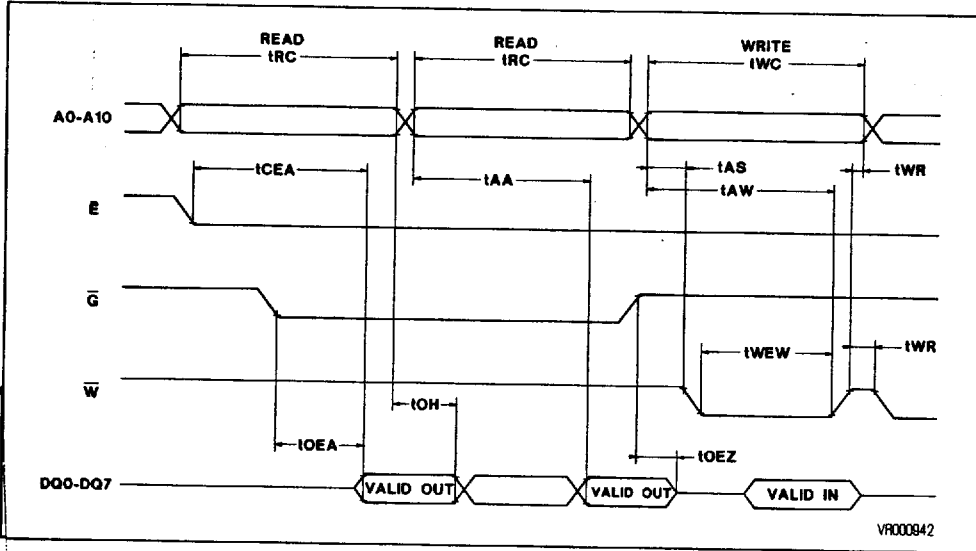 READ READ WRITE
tRC tRC tWC
A0-A10
tCEA tAA tAS tWR
tAW
E̅
G̅
tWEW tWR
W̅
tOH
tOEA tOEZ
DQ0-DQ7 VALID OUT VALID OUT VALID IN
VR000942